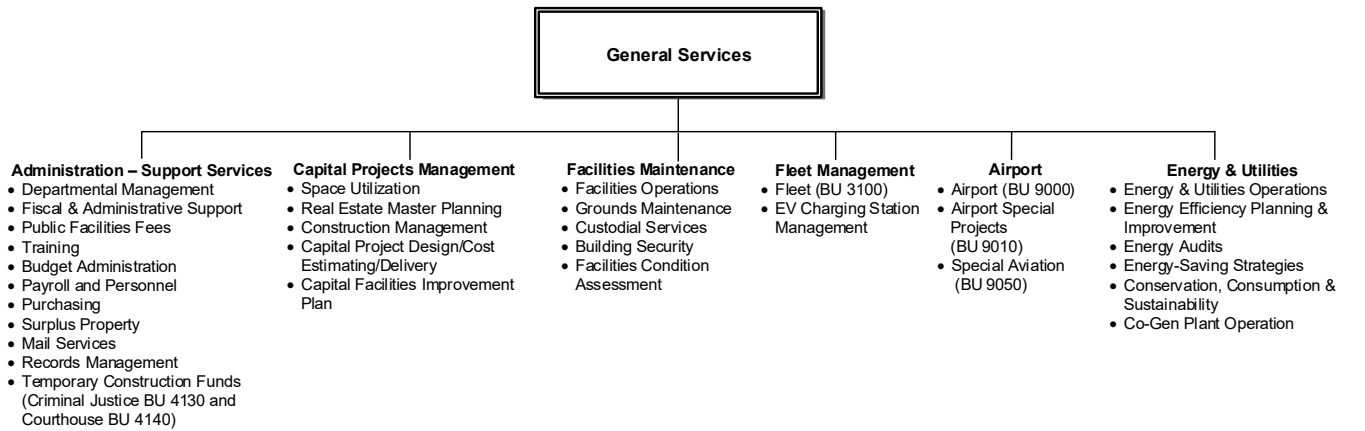 General Services
Administration – Support Services
• Departmental Management
• Fiscal & Administrative Support
• Public Facilities Fees
• Training
• Budget Administration
• Payroll and Personnel
• Purchasing
• Surplus Property
• Mail Services
• Records Management
• Temporary Construction Funds
(Criminal Justice BU 4130 and
Courthouse BU 4140)
Capital Projects Management
• Space Utilization
• Real Estate Master Planning
• Construction Management
• Capital Project Design/Cost
Estimating/Delivery
• Capital Facilities Improvement
Plan
Facilities Maintenance
• Facilities Operations
• Grounds Maintenance
• Custodial Services
• Building Security
• Facilities Condition
Assessment
Fleet Management
• Fleet (BU 3100)
• EV Charging Station
Management
Airport
• Airport (BU 9000)
• Airport Special
Projects
(BU 9010)
• Special Aviation
(BU 9050)
Energy & Utilities
• Energy & Utilities Operations
• Energy Efficiency Planning &
Improvement
• Energy Audits
• Energy-Saving Strategies
• Conservation, Consumption &
Sustainability
• Co-Gen Plant Operation